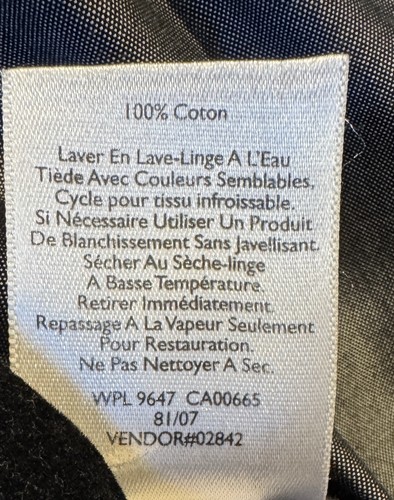 100% Coton
Laver En Lave-Linge A L'Eau
Tiède Avec Couleurs Semblables,
Cycle pour tissu infroissable.
Si Nécessaire Utiliser Un Produit
De Blanchissement Sans Javellisant.
Sécher Au Sèche-linge
A Basse Température.
Retirer Immédiatement.
Repassage A La Vapeur Seulement
Pour Restauration.
Ne Pas Nettoyer A Sec.
WPL 9647 CA00665
81/07
VENDOR#02842